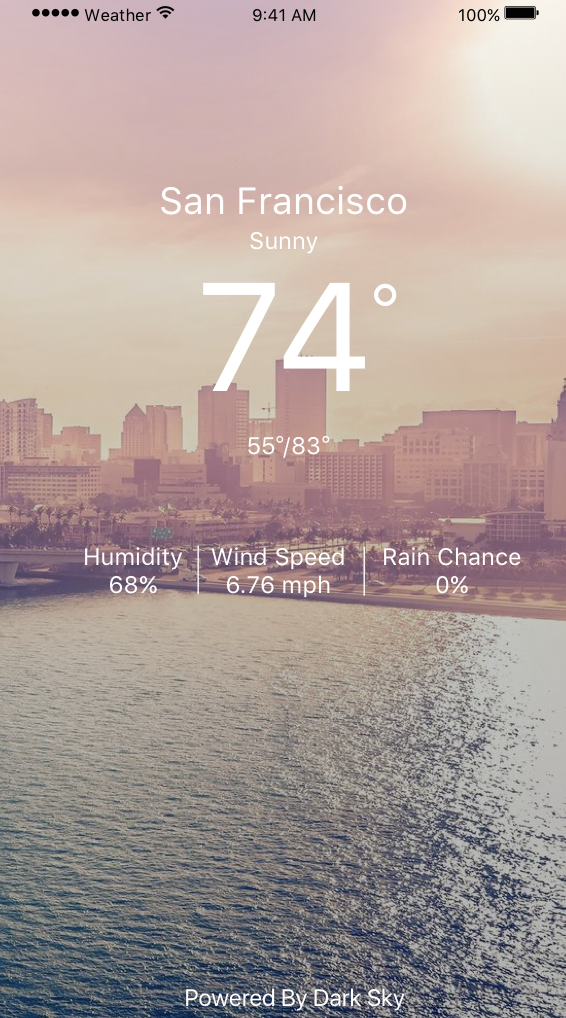 Weather 9:41 AM 100%
San Francisco
Sunny
74°
55°/83°
Humidity Wind Speed Rain Chance
68% 6.76 mph 0%
Powered By Dark Sky